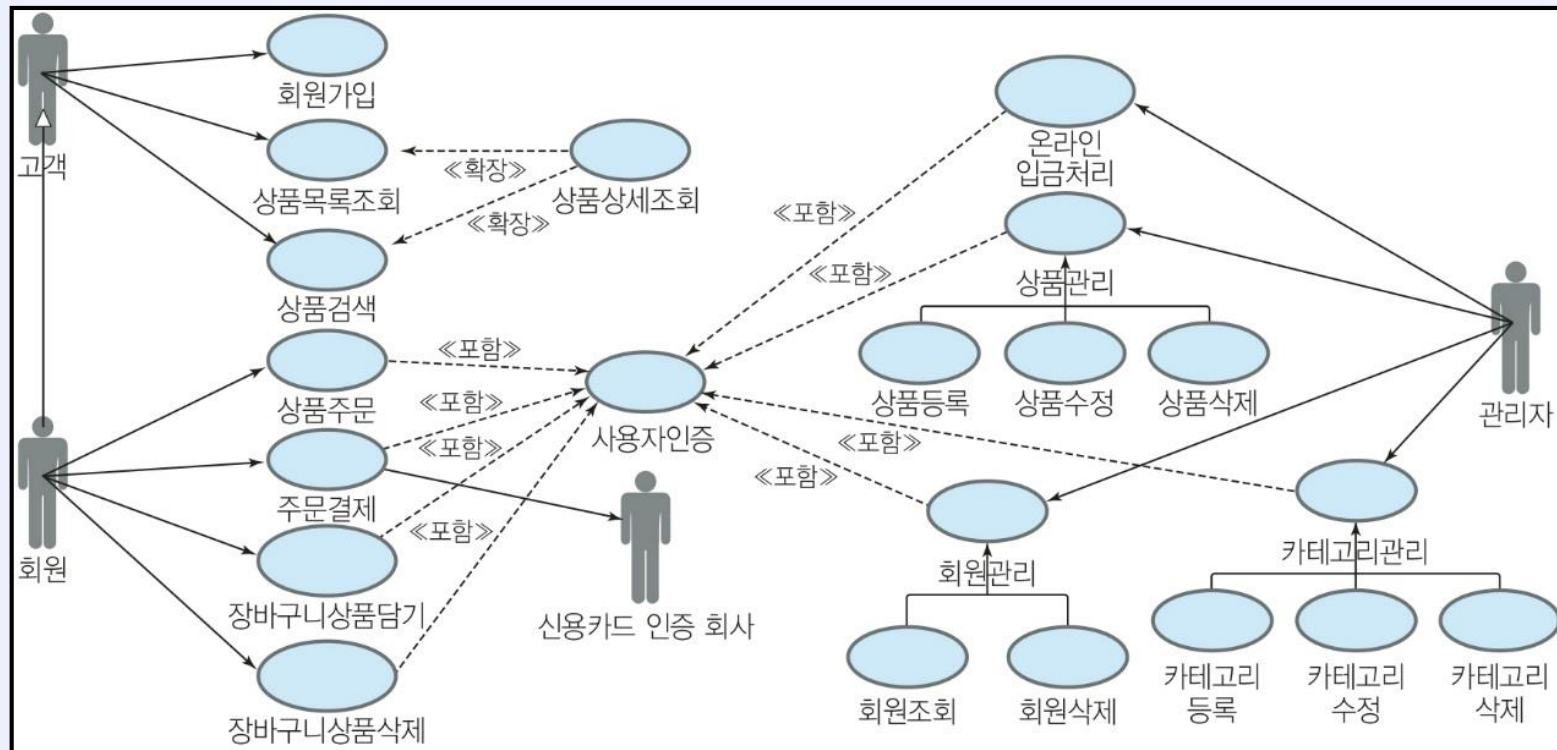 고객
회원가입
상품목록조회
≪확장≫
상품상세조회
≪확장≫
상품검색
온라인
입금처리
≪포함≫
≪포함≫
상품관리
상품등록
상품수정
상품삭제
관리자
≪포함≫
상품주문
≪포함≫
≪포함≫
사용자인증
주문결제
≪포함≫
회원
장바구니상품담기
신용카드 인증 회사
장바구니상품삭제
≪포함≫
≪포함≫
회원관리
회원조회
회원삭제
카테고리관리
카테고리
등록
카테고리
수정
카테고리
삭제